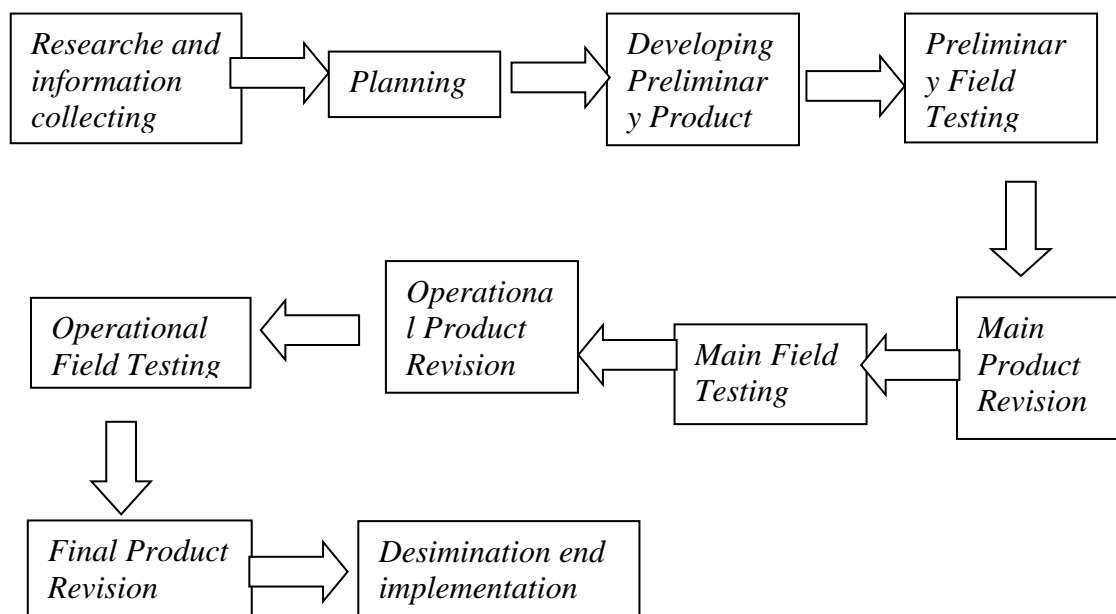 Researche and
information
collecting
Planning
Developing
Preliminar
y Product
Preliminar
y Field
Testing
Main
Product
Revision
Main Field
Testing
Operationa
l Product
Revision
Operational
Field Testing
Final Product
Revision
Desimination end
implementation